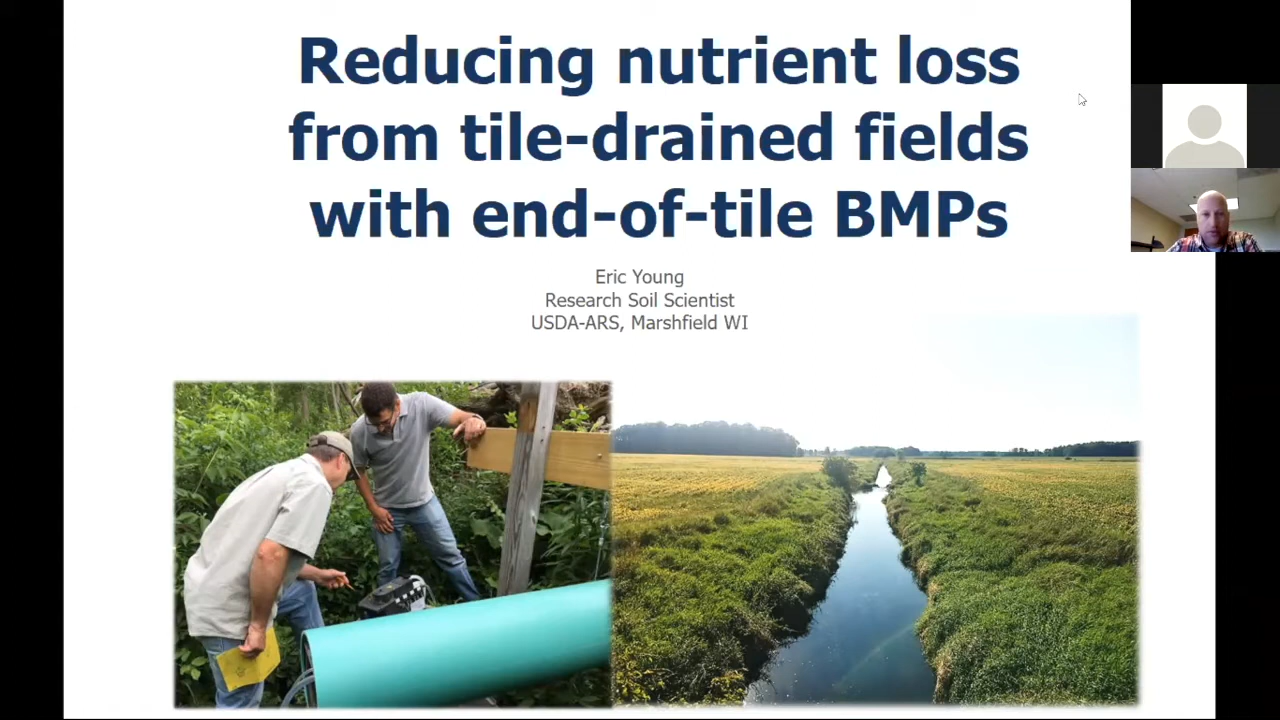 Reducing nutrient loss
from tile-drained fields
with end-of-tile BMPs
Eric Young
Research Soil Scientist
USDA-ARS, Marshfield WI